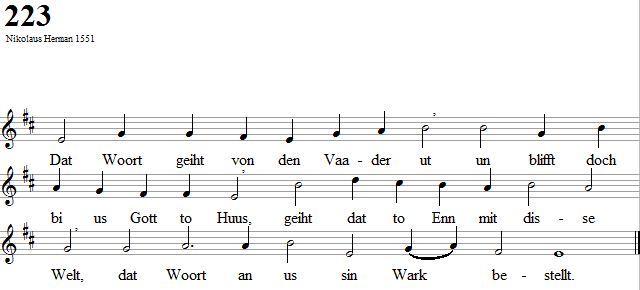 223
Nikolaus Herman 1551
Dat Woort geiht von den Vaa - der ut un blifft doch
bi us Gott to Huus, geiht dat to Enn mit dis - se
Welt, dat Woort an us sin Wark be - stellt.